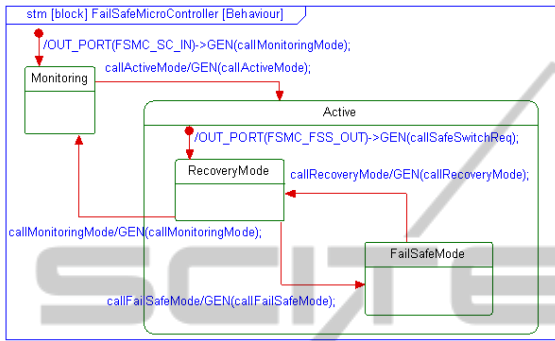 stm [block] FailSafeMicroController [Behaviour]
/OUT_PORT(FSMC_SC_IN)->GEN(callMonitoringMode);
Monitoring
callActiveMode/GEN(callActiveMode);
Active
/OUT_PORT(FSMC_FSS_OUT)->GEN(callSafeSwitchReq);
RecoveryMode
callRecoveryMode/GEN(callRecoveryMode);
callMonitoringMode/GEN(callMonitoringMode);
FailSafeMode
callFailSafeMode/GEN(callFailSafeMode);
SCITE